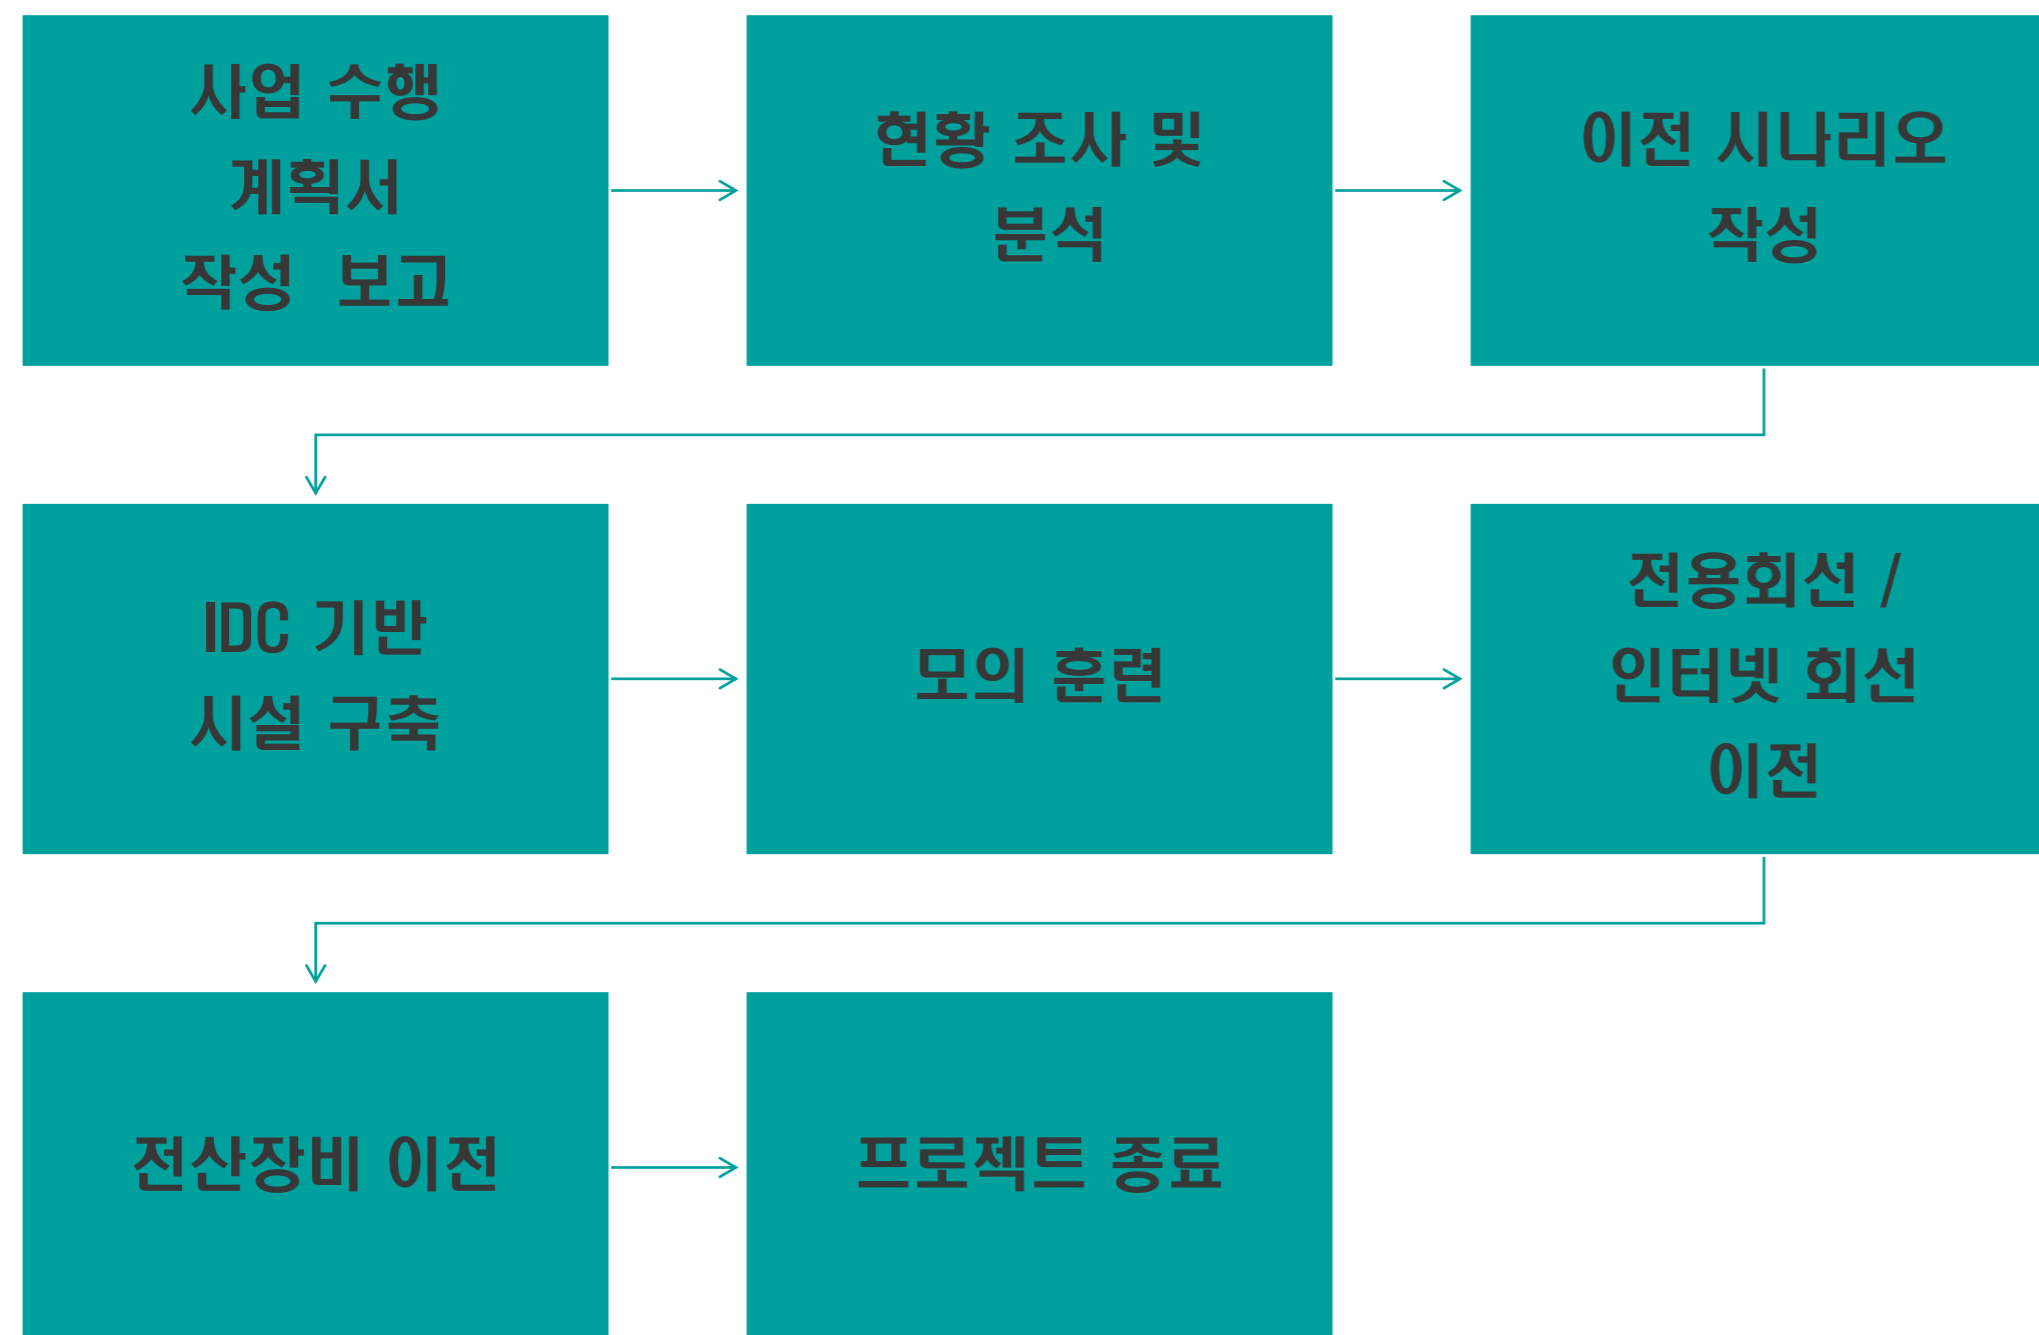 사업 수행
계획서
작성  보고
현황 조사 및
분석
이전 시나리오
작성
IDC 기반
시설 구축
모의 훈련
전용회선 /
인터넷 회선
이전
전산장비 이전
프로젝트 종료